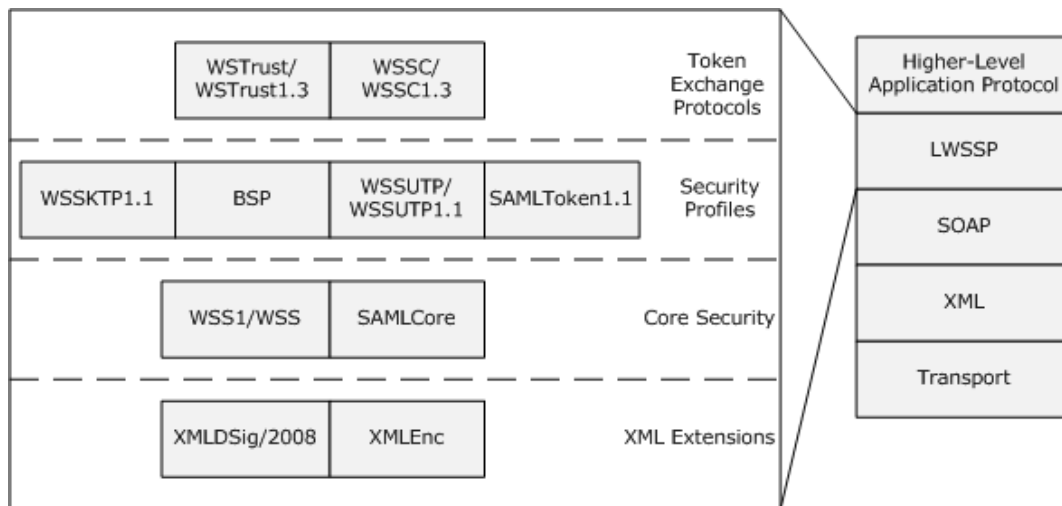 WSTrust/
WSTrust1.3
WSSC/
WSSC1.3
Token
Exchange
Protocols
WSSKTP1.1
BSP
WSSUTP/
WSSUTP1.1
SAMLToken1.1
Security
Profiles
WSS1/WSS
SAMLCore
Core Security
XMLDSig/2008
XMLEnc
XML Extensions
Higher-Level
Application Protocol
LWSSP
SOAP
XML
Transport